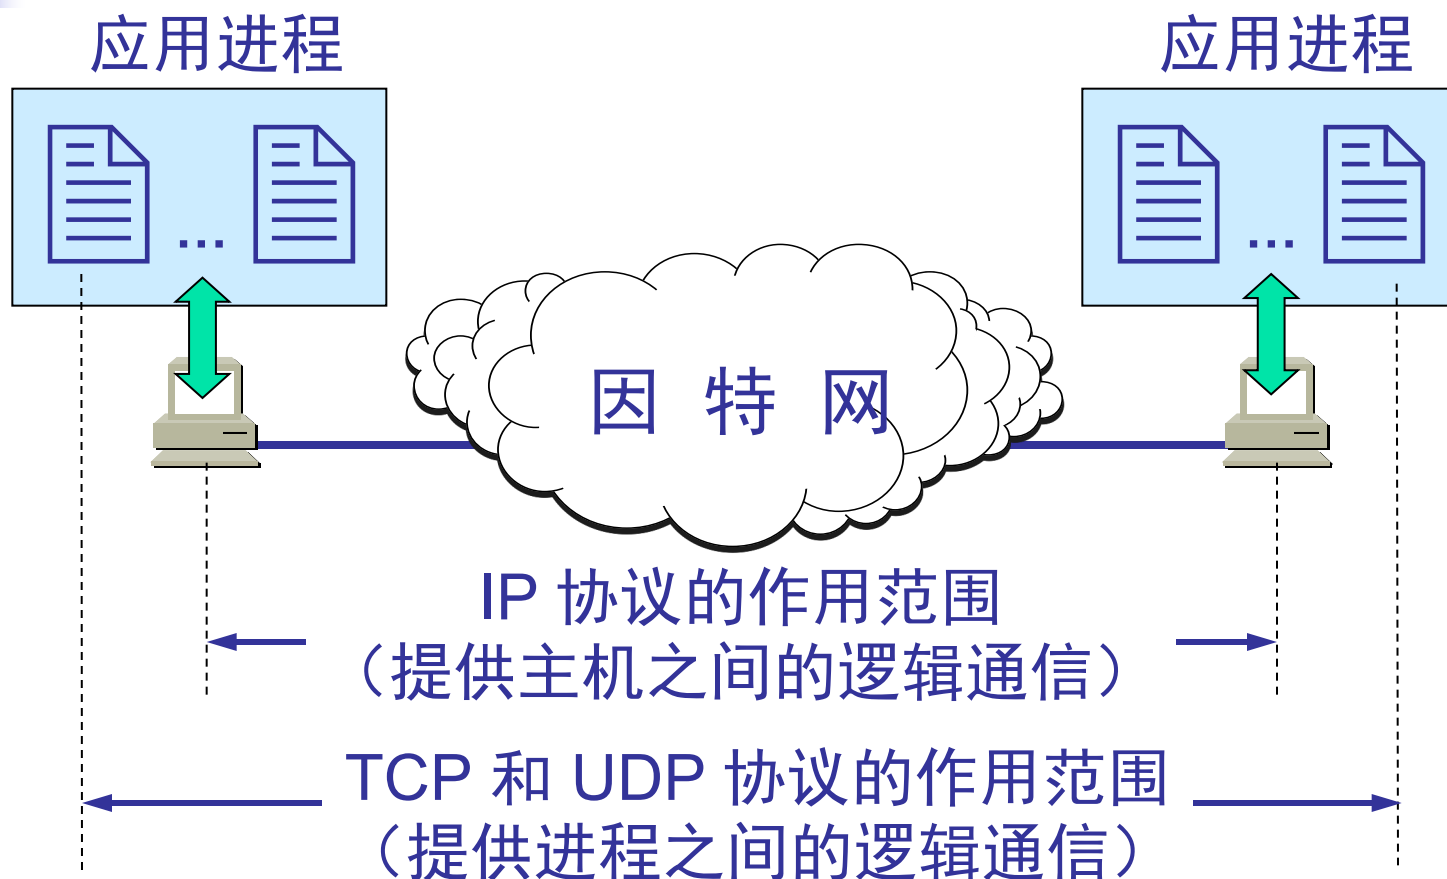 应用进程
应用进程
...
...
因 特 网
IP 协议的作用范围
（提供主机之间的逻辑通信）
TCP 和 UDP 协议的作用范围
（提供进程之间的逻辑通信）